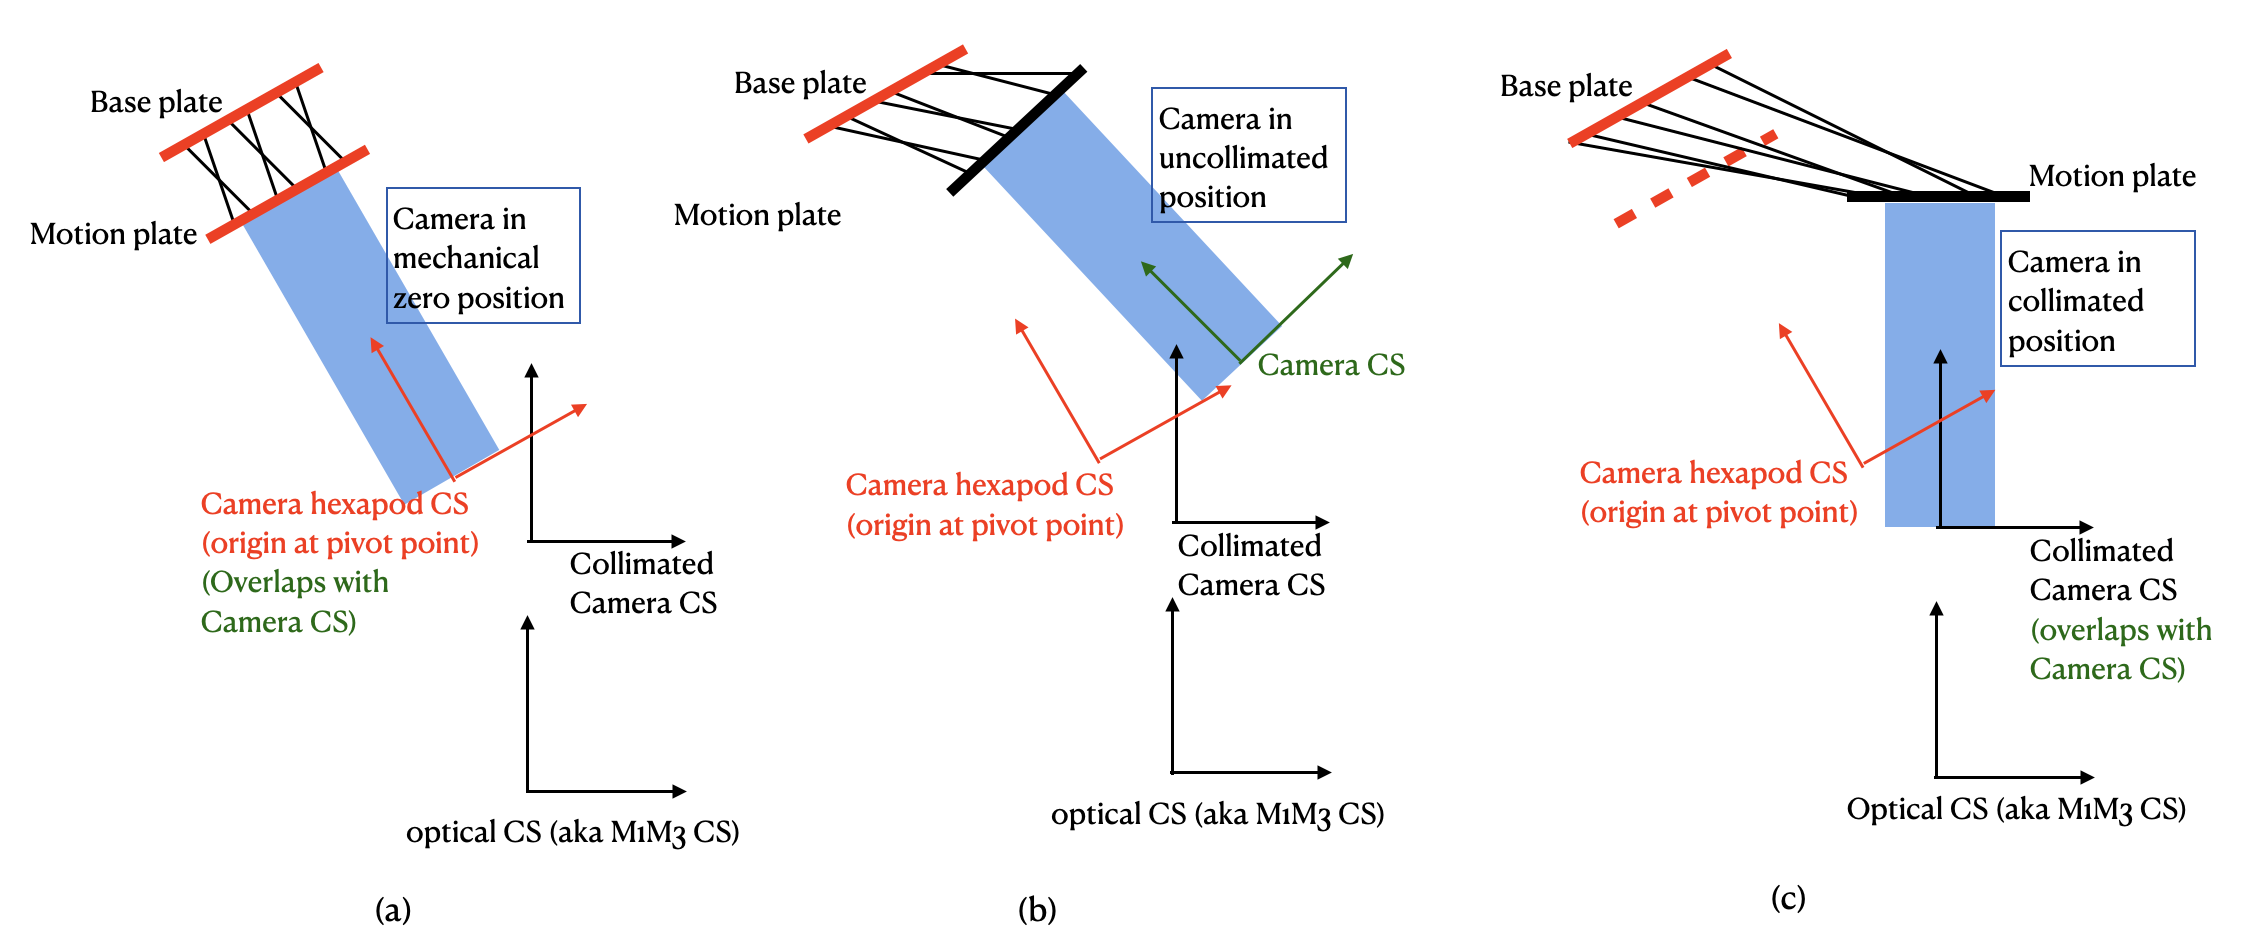 Base plate
Motion plate
Camera in
mechanical
zero position
Camera hexapod CS
(origin at pivot point)
(Overlaps with
Camera CS)
Collimated
Camera CS
optical CS (aka M1M3 CS)
(a)
Base plate
Motion plate
Camera in
uncollimated
position
Camera CS
Camera hexapod CS
(origin at pivot point)
Collimated
Camera CS
optical CS (aka M1M3 CS)
(b)
Base plate
Motion plate
Camera in
collimated
position
Camera hexapod CS
(origin at pivot point)
Collimated
Camera CS
(overlaps with
Camera CS)
Optical CS (aka M1M3 CS)
(c)